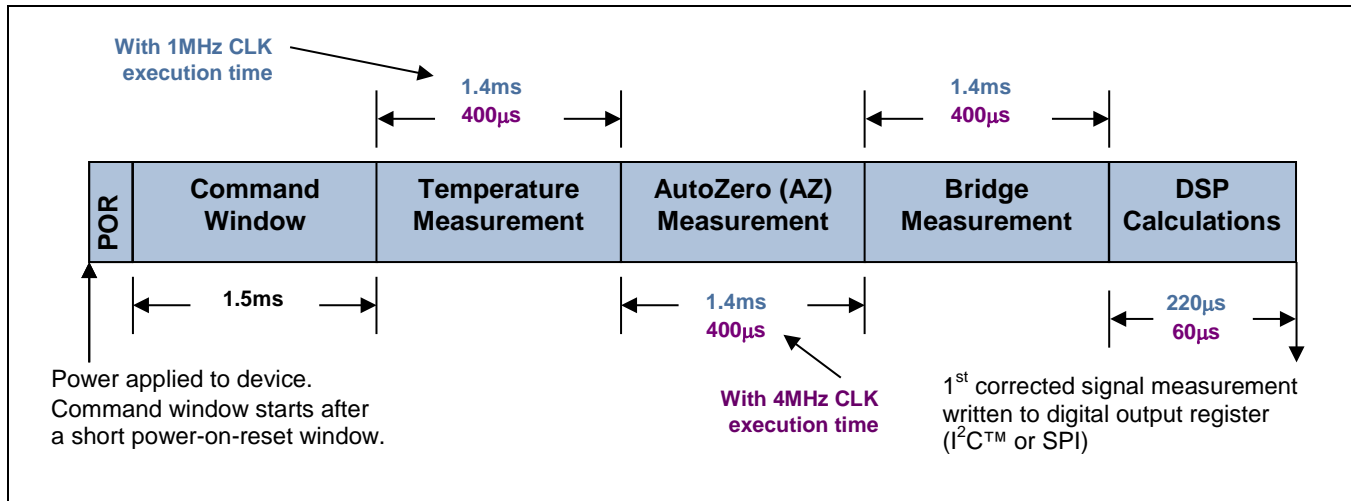 With 1MHz CLK
execution time
1.4ms
400μs
1.4ms
400μs
POR
Command
Window
Temperature
Measurement
AutoZero (AZ)
Measurement
Bridge
Measurement
DSP
Calculations
1.5ms
1.4ms
400μs
220μs
60μs
Power applied to device.
Command window starts after
a short power-on-reset window.
With 4MHz CLK
execution time
1st corrected signal measurement
written to digital output register
(I2C™ or SPI)